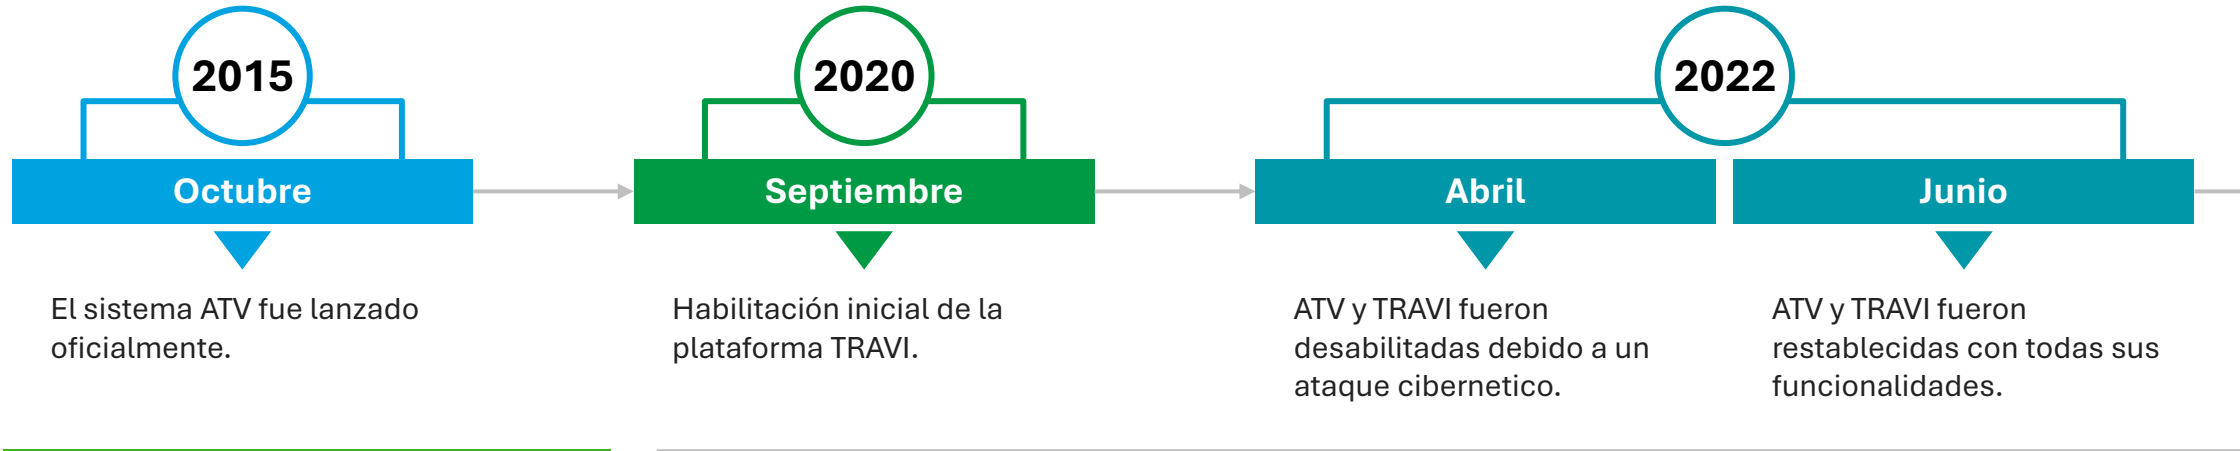 2015
Octubre
El sistema ATV fue lanzado
oficialmente.
2020
Septiembre
Habilitación inicial de la
plataforma TRAVI.
2022
Abril
ATV y TRAVI fueron
desabilitadas debido a un
ataque cibernetico.
Junio
ATV y TRAVI fueron
restablecidas con todas sus
funcionalidades.